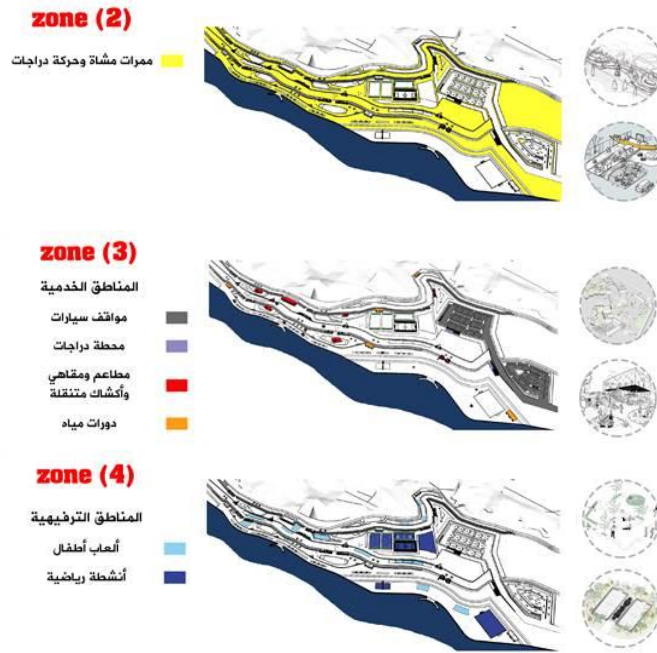 zone (2)
ممرات مشاة وحركة دراجات
zone (3)
المناطق الخدمية
مواقف سيارات
محطة دراجات
مطاعم ومقاهي
وأكشاك متنقلة
دورات مياه
zone (4)
المناطق الترفيهية
ألعاب أطفال
أنشطة رياضية